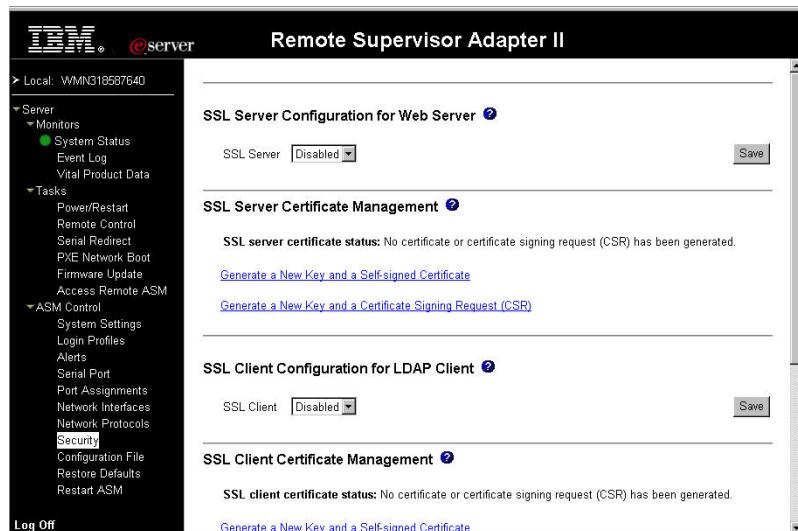 IBM. @server
Remote Supervisor Adapter II
Local: WMN318587640
Server
Monitors
System Status
Event Log
Vital Product Data
Tasks
Power/Restart
Remote Control
Serial Redirect
PXE Network Boot
Firmware Update
Access Remote ASM
ASM Control
System Settings
Login Profiles
Alerts
Serial Port
Port Assignments
Network Interfaces
Network Protocols
Security
Configuration File
Restore Defaults
Restart ASM
Log Off
SSL Server Configuration for Web Server ?
SSL Server Disabled Save
SSL Server Certificate Management ?
SSL server certificate status: No certificate or certificate signing request (CSR) has been generated.
Generate a New Key and a Self-signed Certificate
Generate a New Key and a Certificate Signing Request (CSR)
SSL Client Configuration for LDAP Client ?
SSL Client Disabled Save
SSL Client Certificate Management ?
SSL client certificate status: No certificate or certificate signing request (CSR) has been generated.
Generate a New Key and a Self-signed Certificate